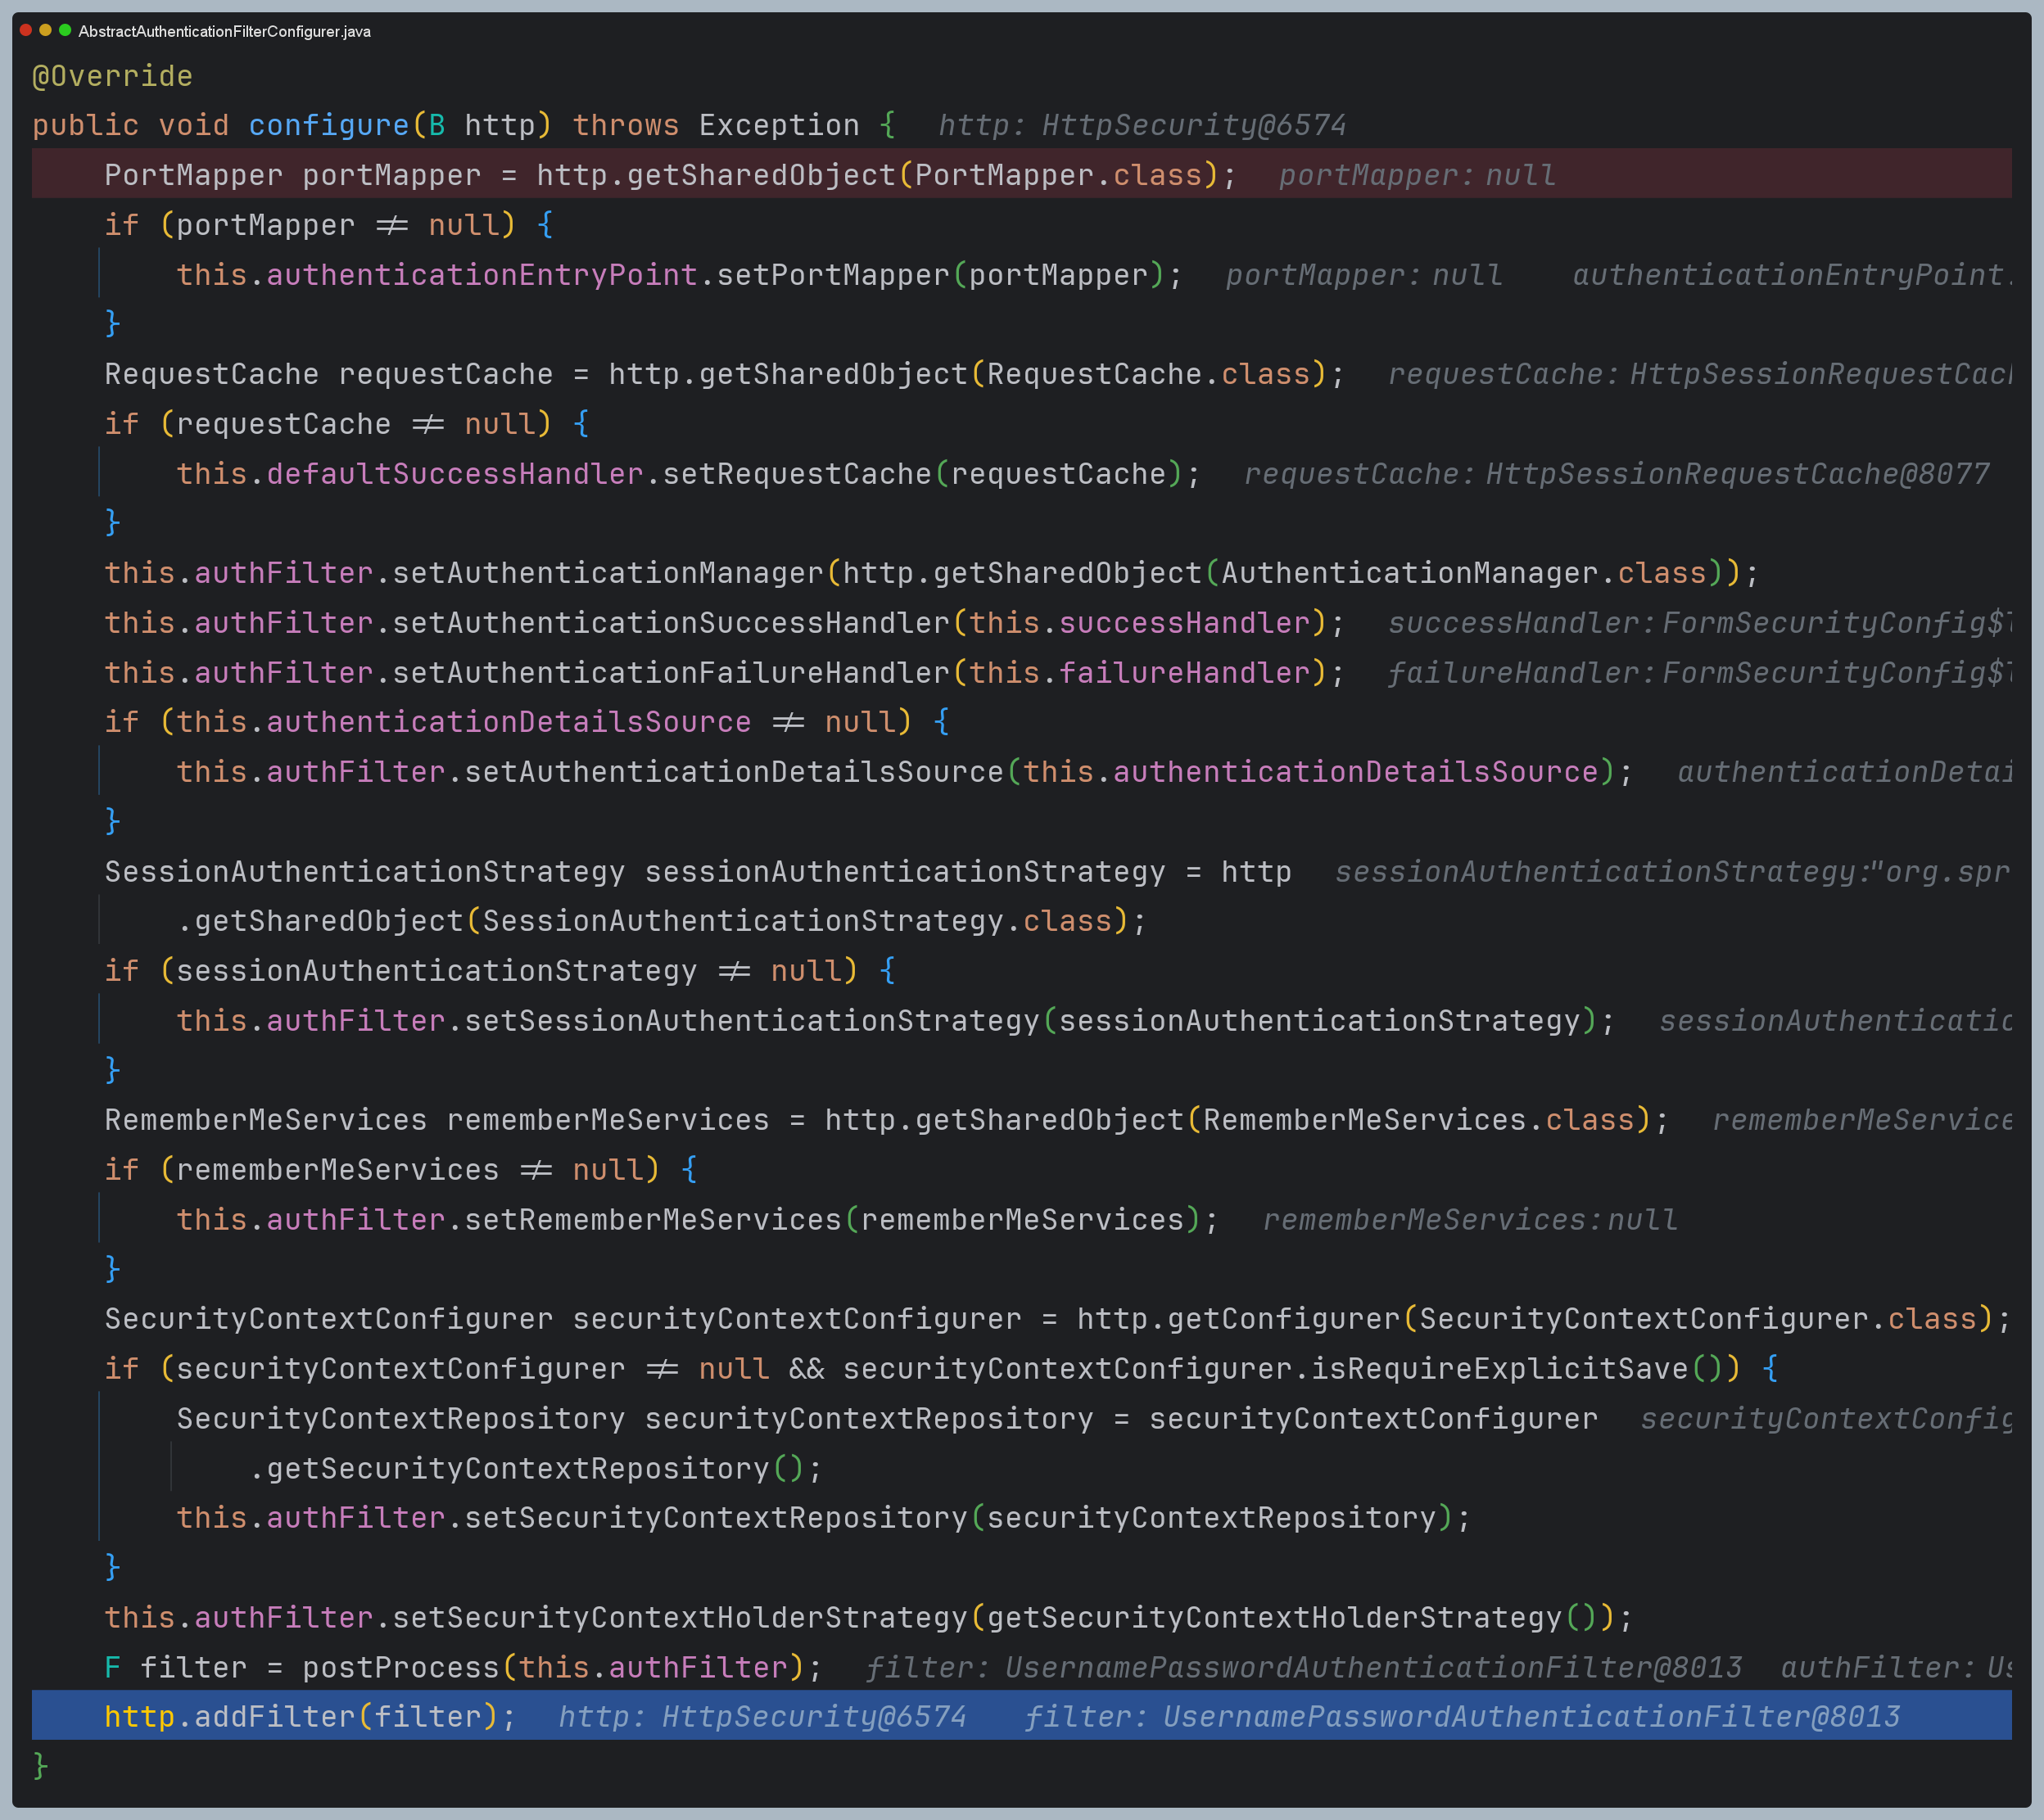 AbstractAuthenticationFilterConfigurer.java
@Override
public void configure(B http) throws Exception {  http: HttpSecurity@6574
    PortMapper portMapper = http.getSharedObject(PortMapper.class);  portMapper: null
    if (portMapper != null) {
        this.authenticationEntryPoint.setPortMapper(portMapper);  portMapper: null  authenticationEntryPoint.
    }
    RequestCache requestCache = http.getSharedObject(RequestCache.class);  requestCache: HttpSessionRequestCach
    if (requestCache != null) {
        this.defaultSuccessHandler.setRequestCache(requestCache);  requestCache: HttpSessionRequestCache@8077
    }
    this.authFilter.setAuthenticationManager(http.getSharedObject(AuthenticationManager.class));
    this.authFilter.setAuthenticationSuccessHandler(this.successHandler);  successHandler: FormSecurityConfig$l
    this.authFilter.setAuthenticationFailureHandler(this.failureHandler);  failureHandler: FormSecurityConfig$l
    if (this.authenticationDetailsSource != null) {
        this.authFilter.setAuthenticationDetailsSource(this.authenticationDetailsSource);  authenticationDetai
    }
    SessionAuthenticationStrategy sessionAuthenticationStrategy = http  sessionAuthenticationStrategy:"org.spr
        .getSharedObject(SessionAuthenticationStrategy.class);
    if (sessionAuthenticationStrategy != null) {
        this.authFilter.setSessionAuthenticationStrategy(sessionAuthenticationStrategy);  sessionAuthenticatio
    }
    RememberMeServices rememberMeServices = http.getSharedObject(RememberMeServices.class);  rememberMeService
    if (rememberMeServices != null) {
        this.authFilter.setRememberMeServices(rememberMeServices);  rememberMeServices:null
    }
    SecurityContextConfigurer securityContextConfigurer = http.getConfigurer(SecurityContextConfigurer.class);
    if (securityContextConfigurer != null && securityContextConfigurer.isRequireExplicitSave()) {
        SecurityContextRepository securityContextRepository = securityContextConfigurer  securityContextConfig
            .getSecurityContextRepository();
        this.authFilter.setSecurityContextRepository(securityContextRepository);
    }
    this.authFilter.setSecurityContextHolderStrategy(getSecurityContextHolderStrategy());
    F filter = postProcess(this.authFilter);  filter: UsernamePasswordAuthenticationFilter@8013  authFilter: Us
    http.addFilter(filter);  http: HttpSecurity@6574  filter: UsernamePasswordAuthenticationFilter@8013
}